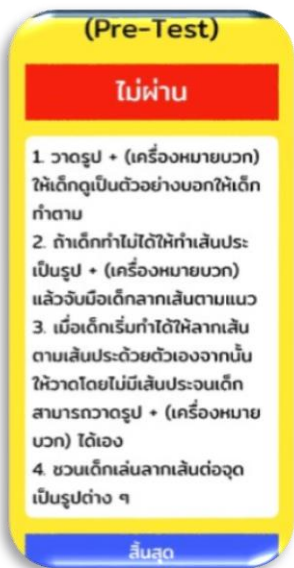 (Pre-Test)
ไม่ผ่าน
1. วาดรูป + (เครื่องหมายบวก)
ให้เด็กดูเป็นตัวอย่างบอกให้เด็ก
ทำตาม
2. ถ้าเด็กทำไม่ได้ให้ทำเส้นประ
เป็นรูป + (เครื่องหมายบวก)
แล้วจับมือเด็กลากเส้นตามแนว
3. เมื่อเด็กเริ่มทำได้ให้ลากเส้น
ตามเส้นประด้วยตัวเองจากนั้น
ให้วาดโดยไม่มีเส้นประจนเด็ก
สามารถวาดรูป + (เครื่องหมาย
บวก) ได้เอง
4. ชวนเด็กเล่นลากเส้นต่อจุด
เป็นรูปต่าง ๆ
สิ้นสุด